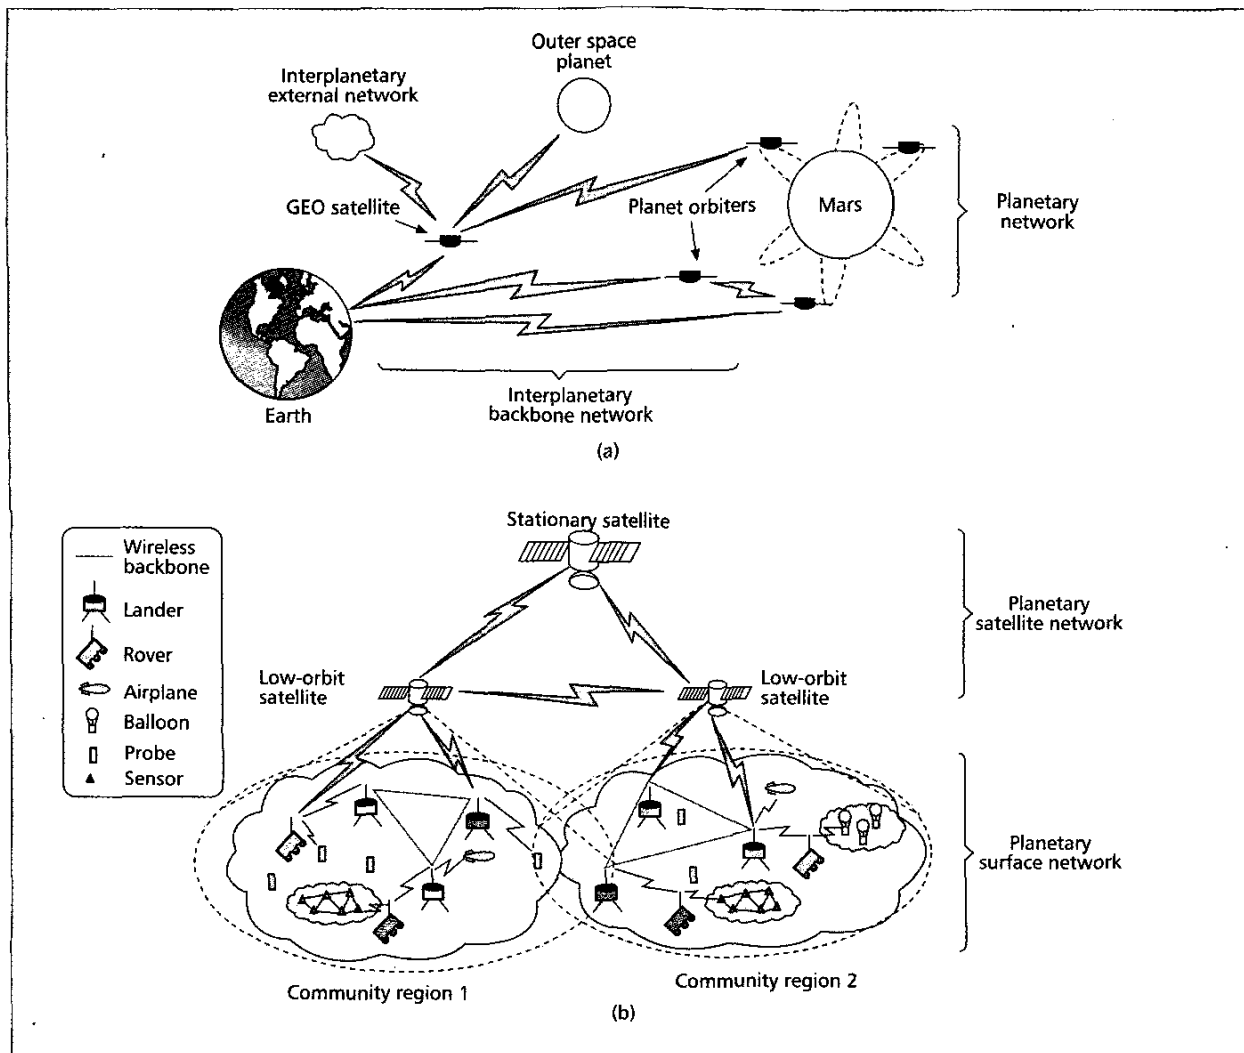 Outer space
planet
Interplanetary
external network
GEO satellite
Planet orbiters
Mars
Planetary
network
Earth
Interplanetary
backbone network
(a)
Stationary satellite
Wireless
backbone
Lander
Rover
Airplane
Balloon
Probe
Sensor
Planetary
satellite network
Low-orbit
satellite
Low-orbit
satellite
Planetary
surface network
Community region 1
Community region 2
(b)